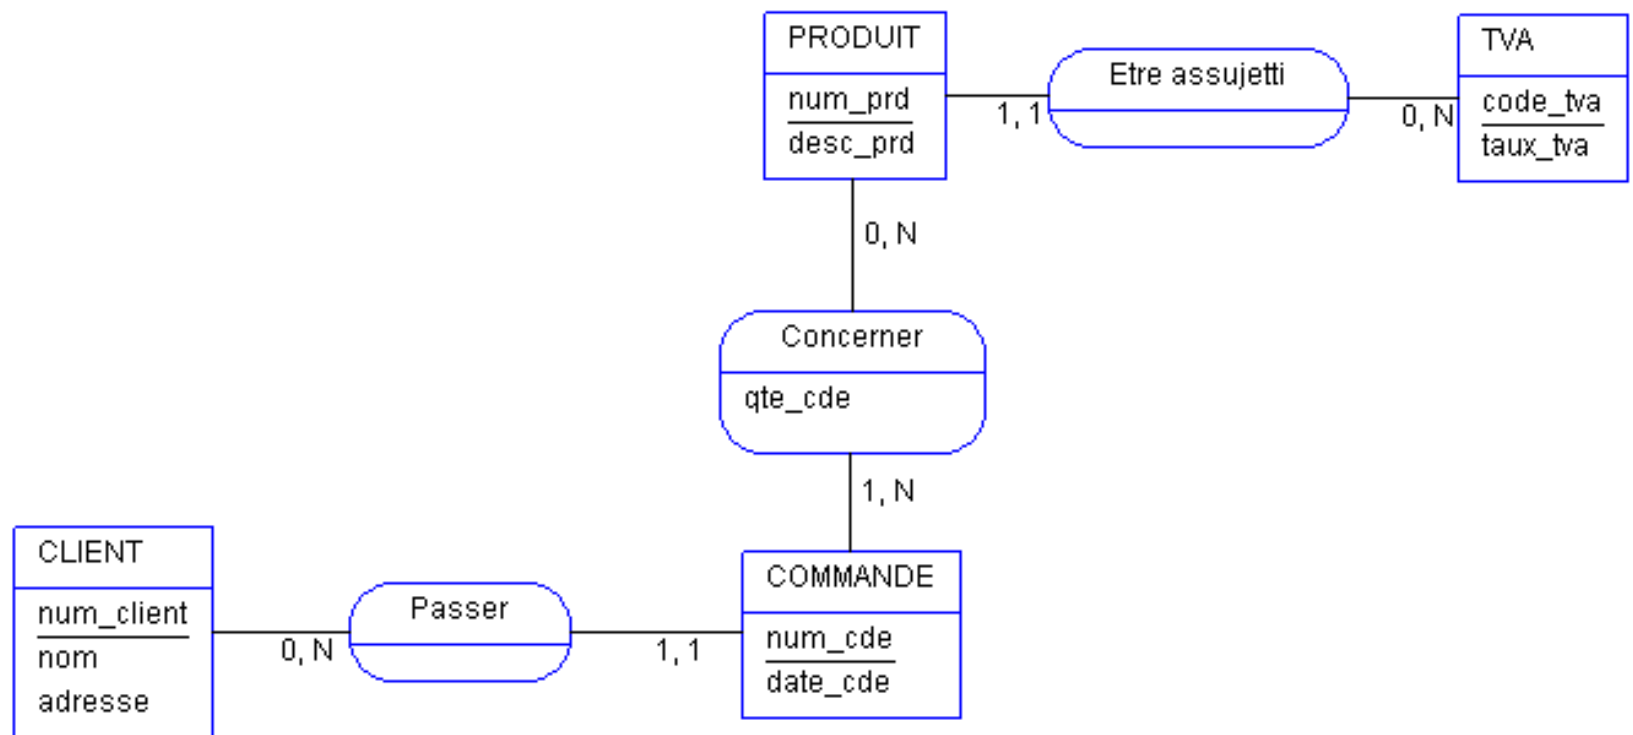 PRODUIT
num_prd
desc_prd
1, 1
Etre assujetti
0, N
TVA
code_tva
taux_tva
0, N
Concerner
qte_cde
1, N
CLIENT
num_client
nom
adresse
0, N
Passer
1, 1
COMMANDE
num_cde
date_cde